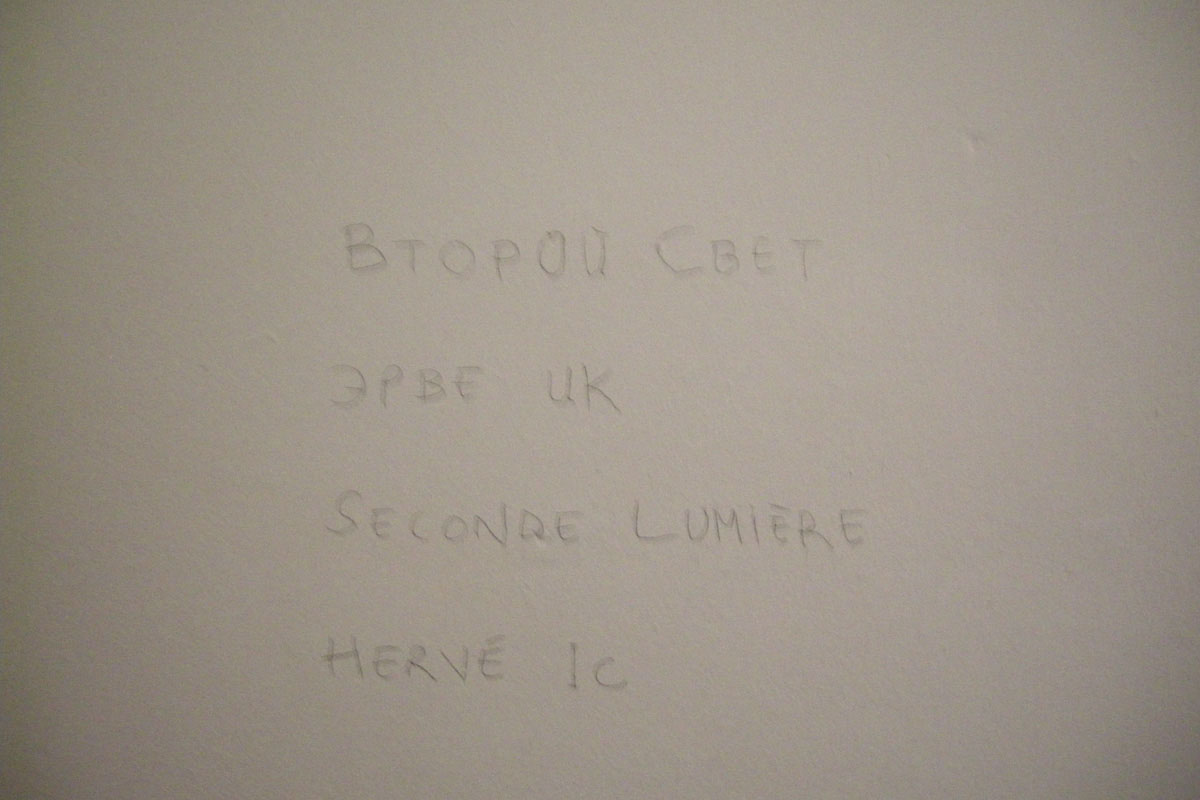 Второй Свет
Эрве Ик
Seconde Lumière
Hervé Ic